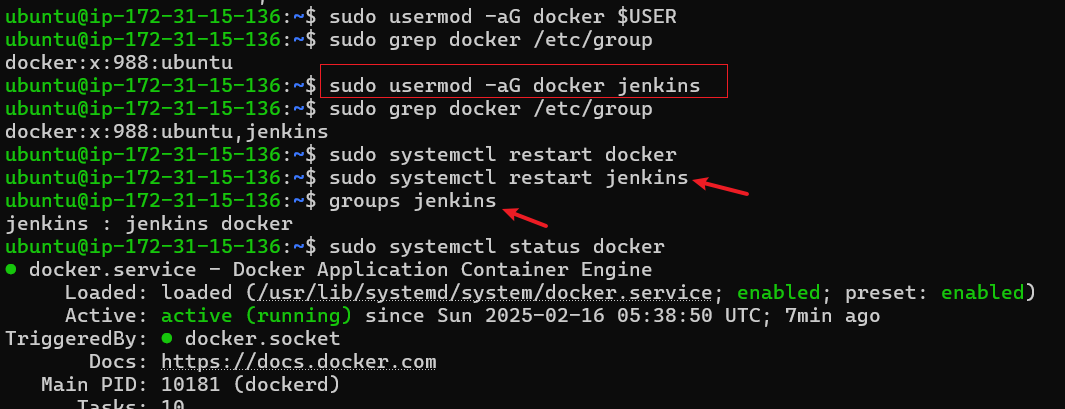 ubuntu@ip-172-31-15-136:~$ sudo usermod -aG docker $USER
ubuntu@ip-172-31-15-136:~$ sudo grep docker /etc/group
docker:x:988:ubuntu
ubuntu@ip-172-31-15-136:~$ sudo usermod -aG docker jenkins
ubuntu@ip-172-31-15-136:~$ sudo grep docker /etc/group
docker:x:988:ubuntu,jenkins
ubuntu@ip-172-31-15-136:~$ sudo systemctl restart docker
ubuntu@ip-172-31-15-136:~$ sudo systemctl restart jenkins
ubuntu@ip-172-31-15-136:~$ groups jenkins
jenkins : jenkins docker
ubuntu@ip-172-31-15-136:~$ sudo systemctl status docker
● docker.service - Docker Application Container Engine
Loaded: loaded (/usr/lib/systemd/system/docker.service; enabled; preset: enabled)
Active: active (running) since Sun 2025-02-16 05:38:50 UTC; 7min ago
TriggeredBy: ● docker.socket
Docs: https://docs.docker.com
Main PID: 10181 (dockerd)
Tasks: 10